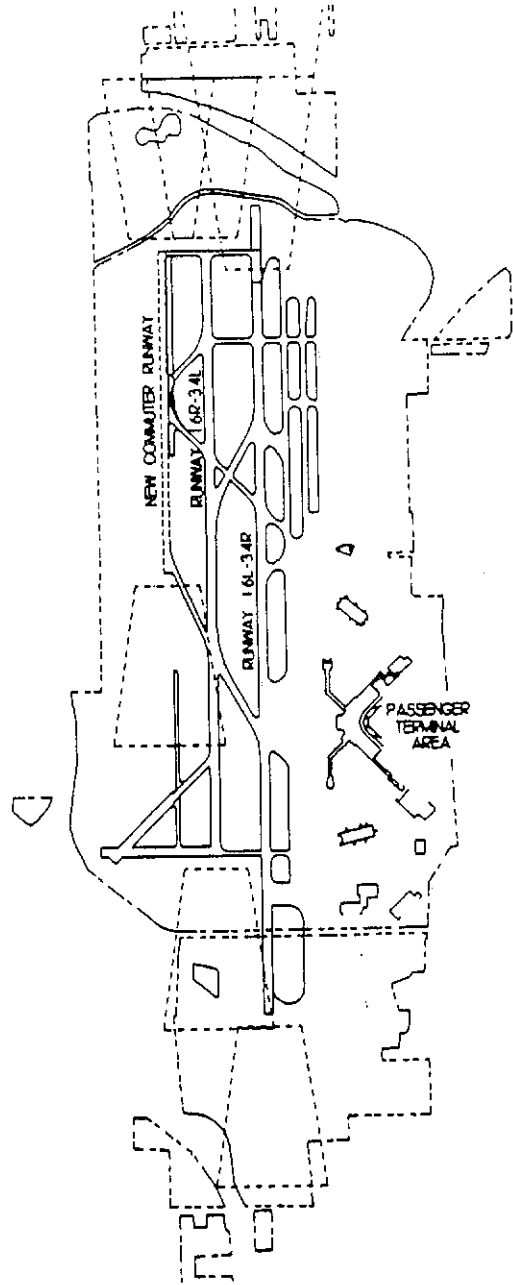 NEW COMMUTER RUNWAY
RUNWAY 16R-34L
RUNWAY 16L-34R
PASSENGER
TERMINAL
AREA